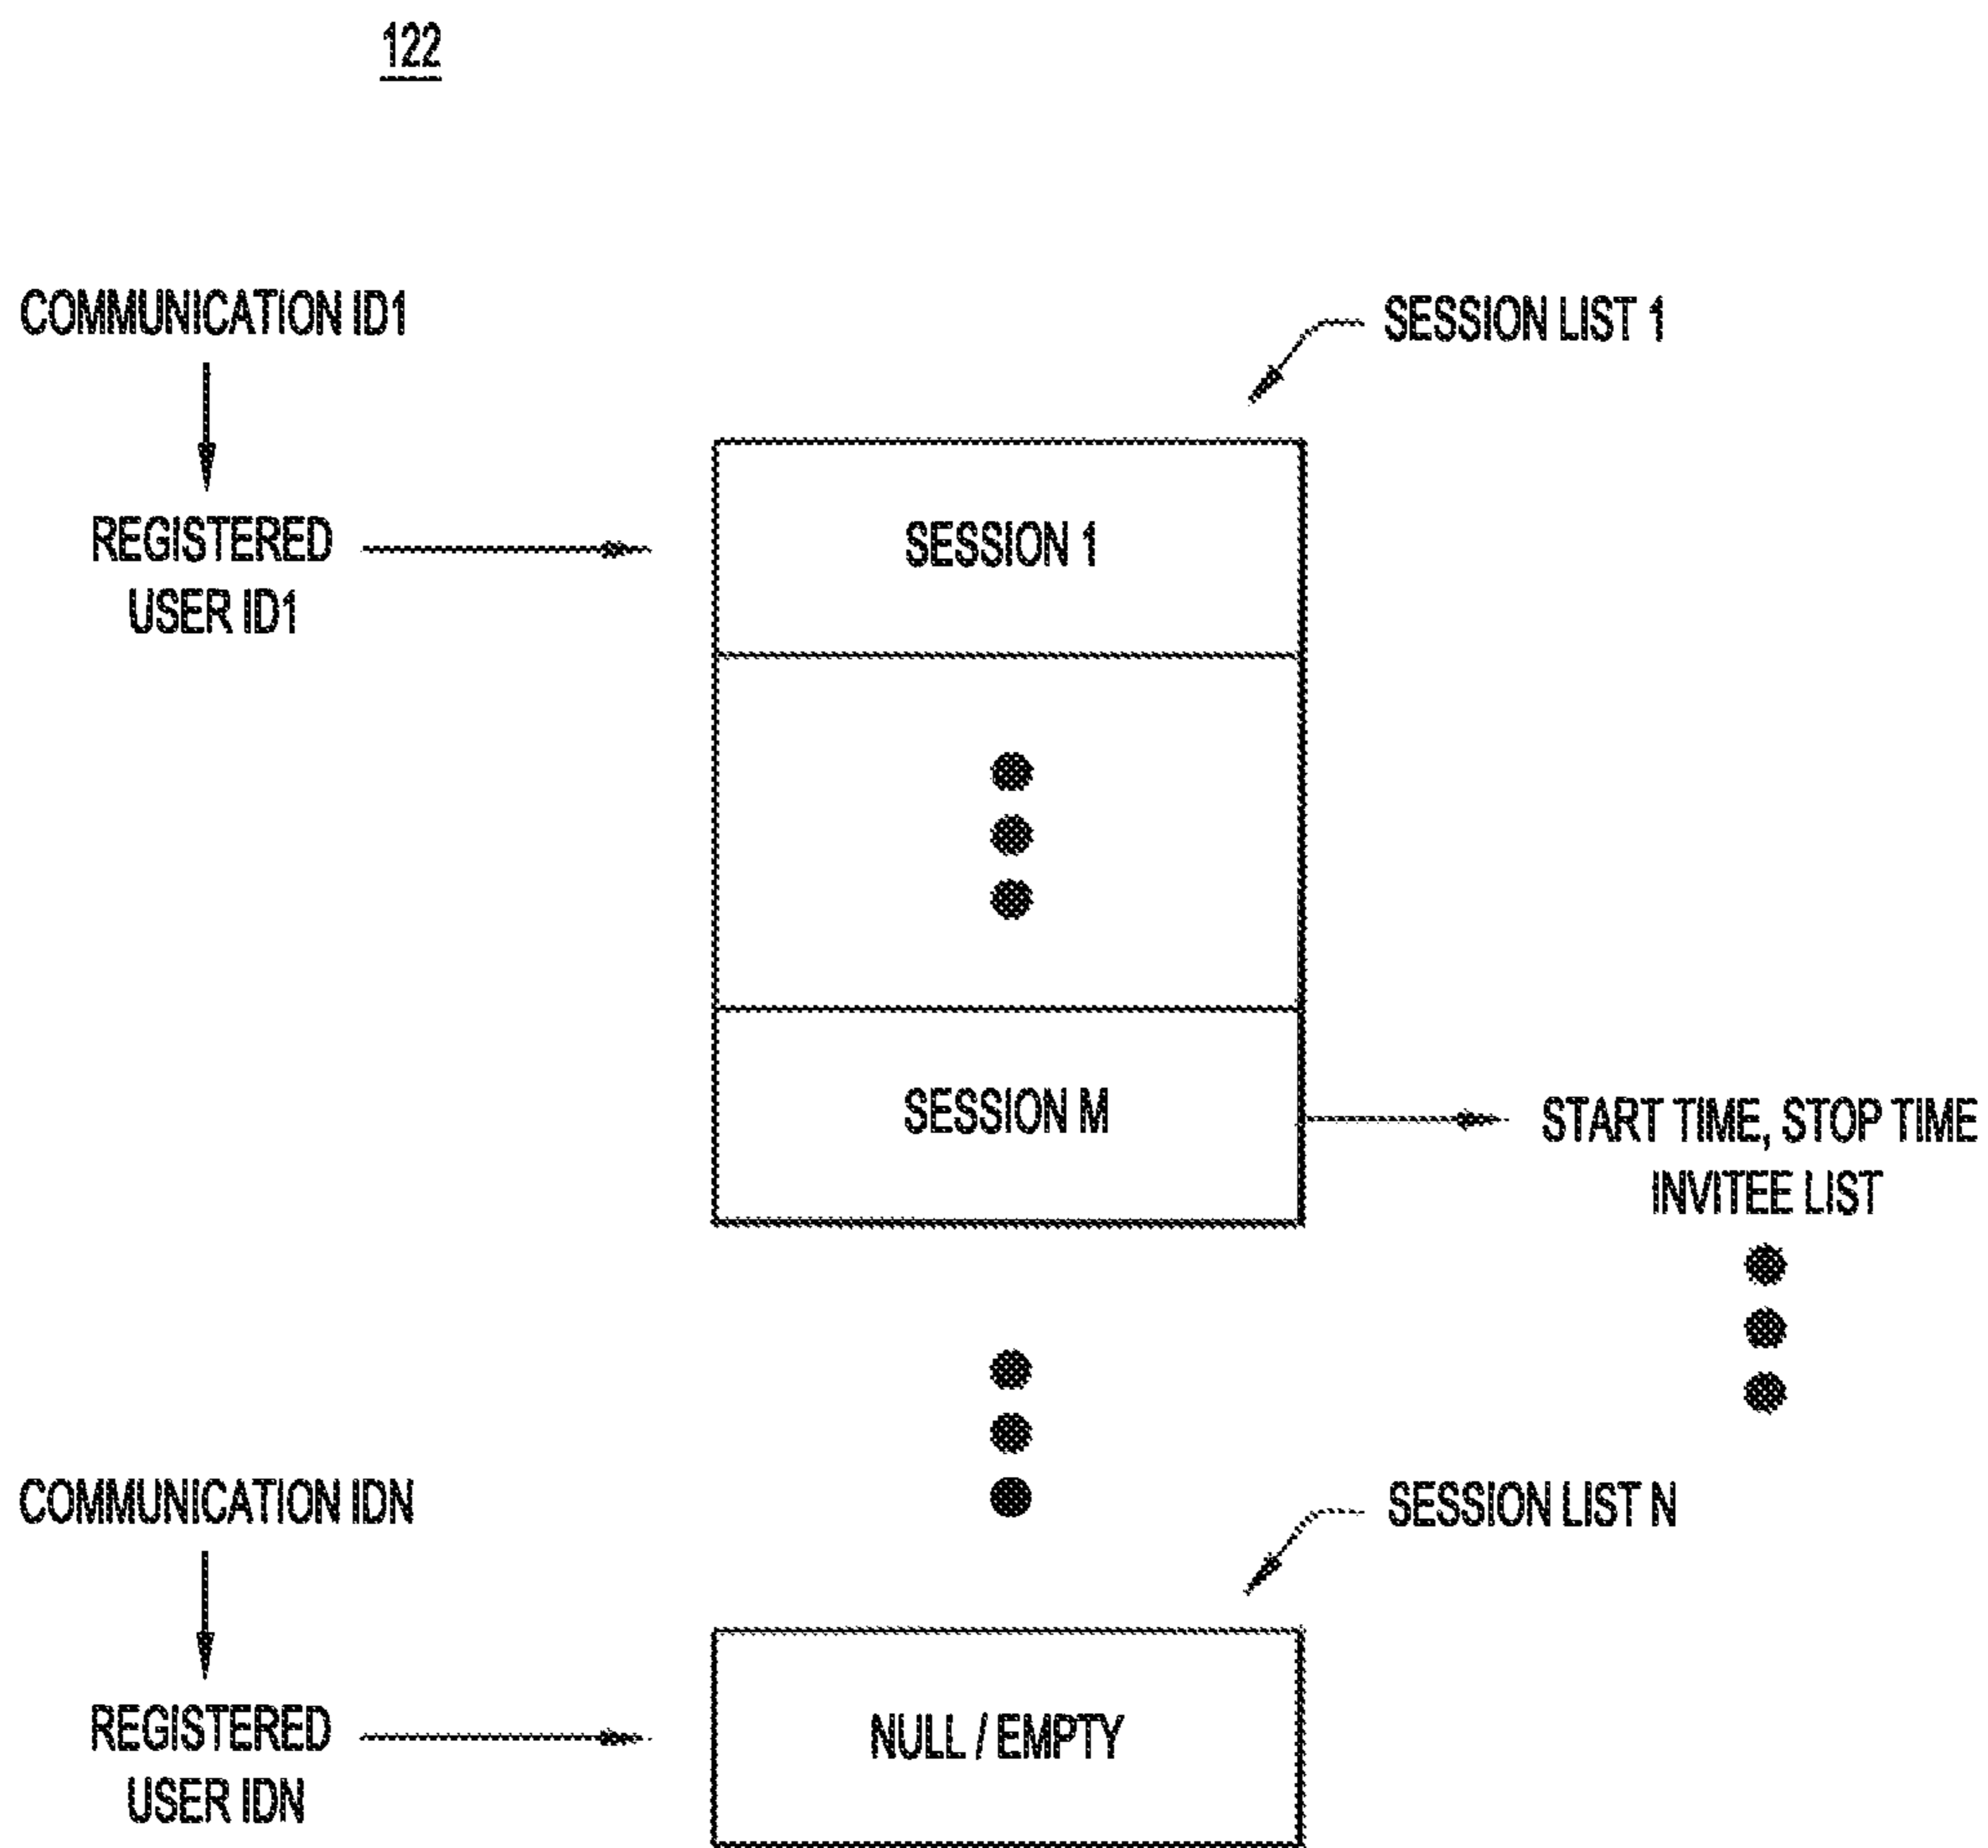 122
COMMUNICATION ID1
SESSION LIST 1
REGISTERED
USER ID1
SESSION 1
SESSION M
START TIME, STOP TIME
INVITEE LIST
COMMUNICATION IDN
SESSION LIST N
REGISTERED
USER IDN
NULL / EMPTY